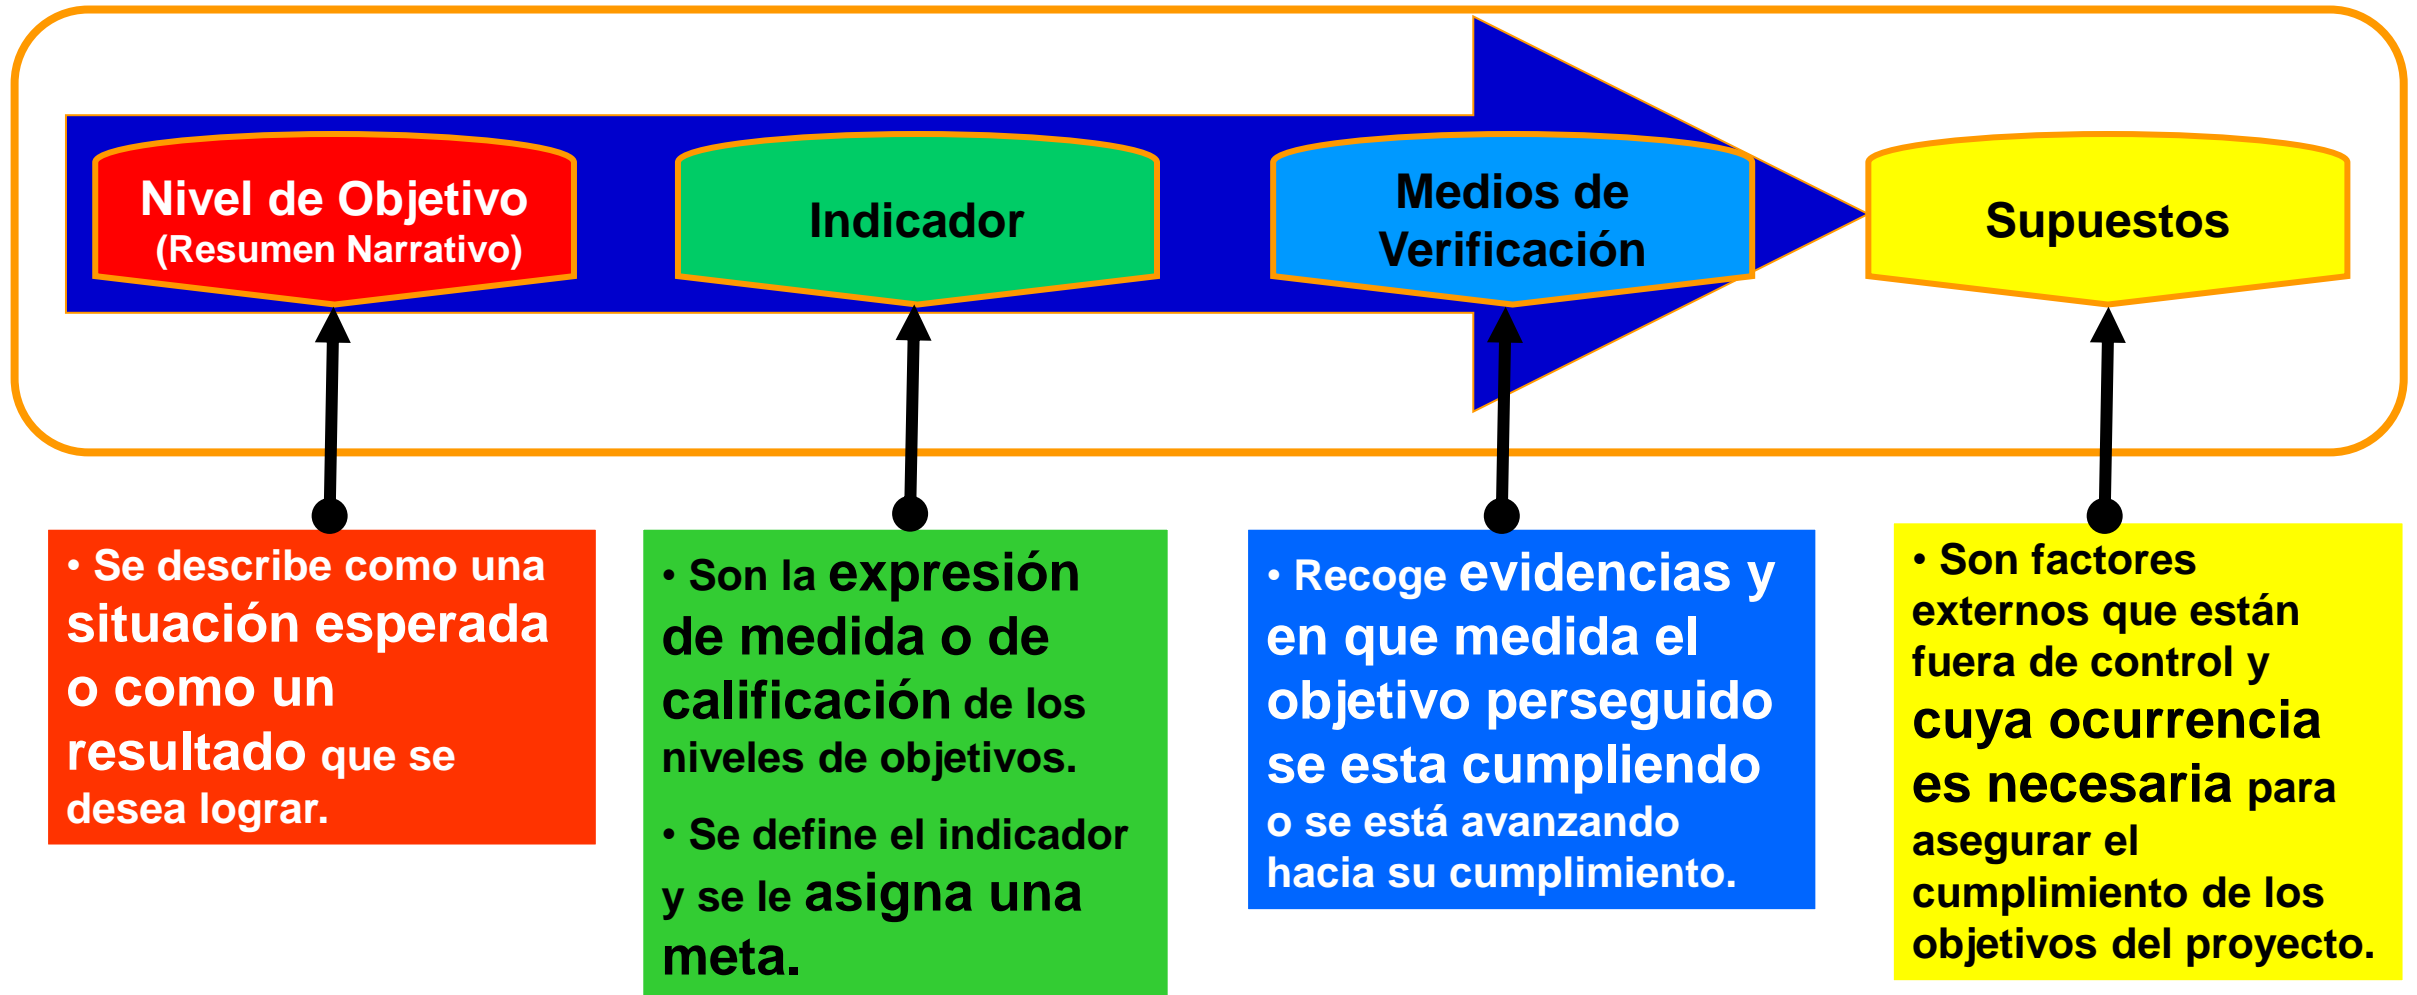 Nivel de Objetivo
(Resumen Narrativo)
Indicador
Medios de
Verificación
Supuestos
• Se describe como una
situación esperada
o como un
resultado que se
desea lograr.
• Son la expresión
de medida o de
calificación de los
niveles de objetivos.
• Se define el indicador
y se le asigna una
meta.
• Recoge evidencias y
en que medida el
objetivo perseguido
se esta cumpliendo
o se está avanzando
hacia su cumplimiento.
• Son factores
externos que están
fuera de control y
cuya ocurrencia
es necesaria para
asegurar el
cumplimiento de los
objetivos del proyecto.